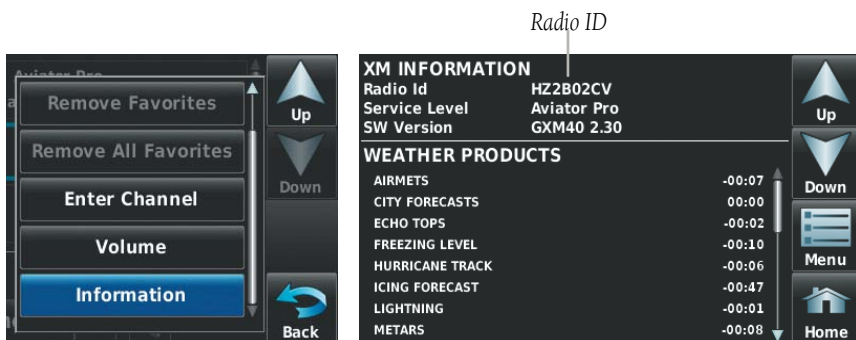 Radio ID
Aviator Pro
Remove Favorites
Remove All Favorites
Enter Channel
Volume
Information
Up
Down
Back
XM INFORMATION
Radio Id HZ2B02CV
Service Level Aviator Pro
SW Version GXM40 2.30
WEATHER PRODUCTS
AIRMETS -00:07
CITY FORECASTS 00:00
ECHO TOPS -00:02
FREEZING LEVEL -00:10
HURRICANE TRACK -00:06
ICING FORECAST -00:47
LIGHTNING -00:01
METARS -00:08
Up
Down
Menu
Home